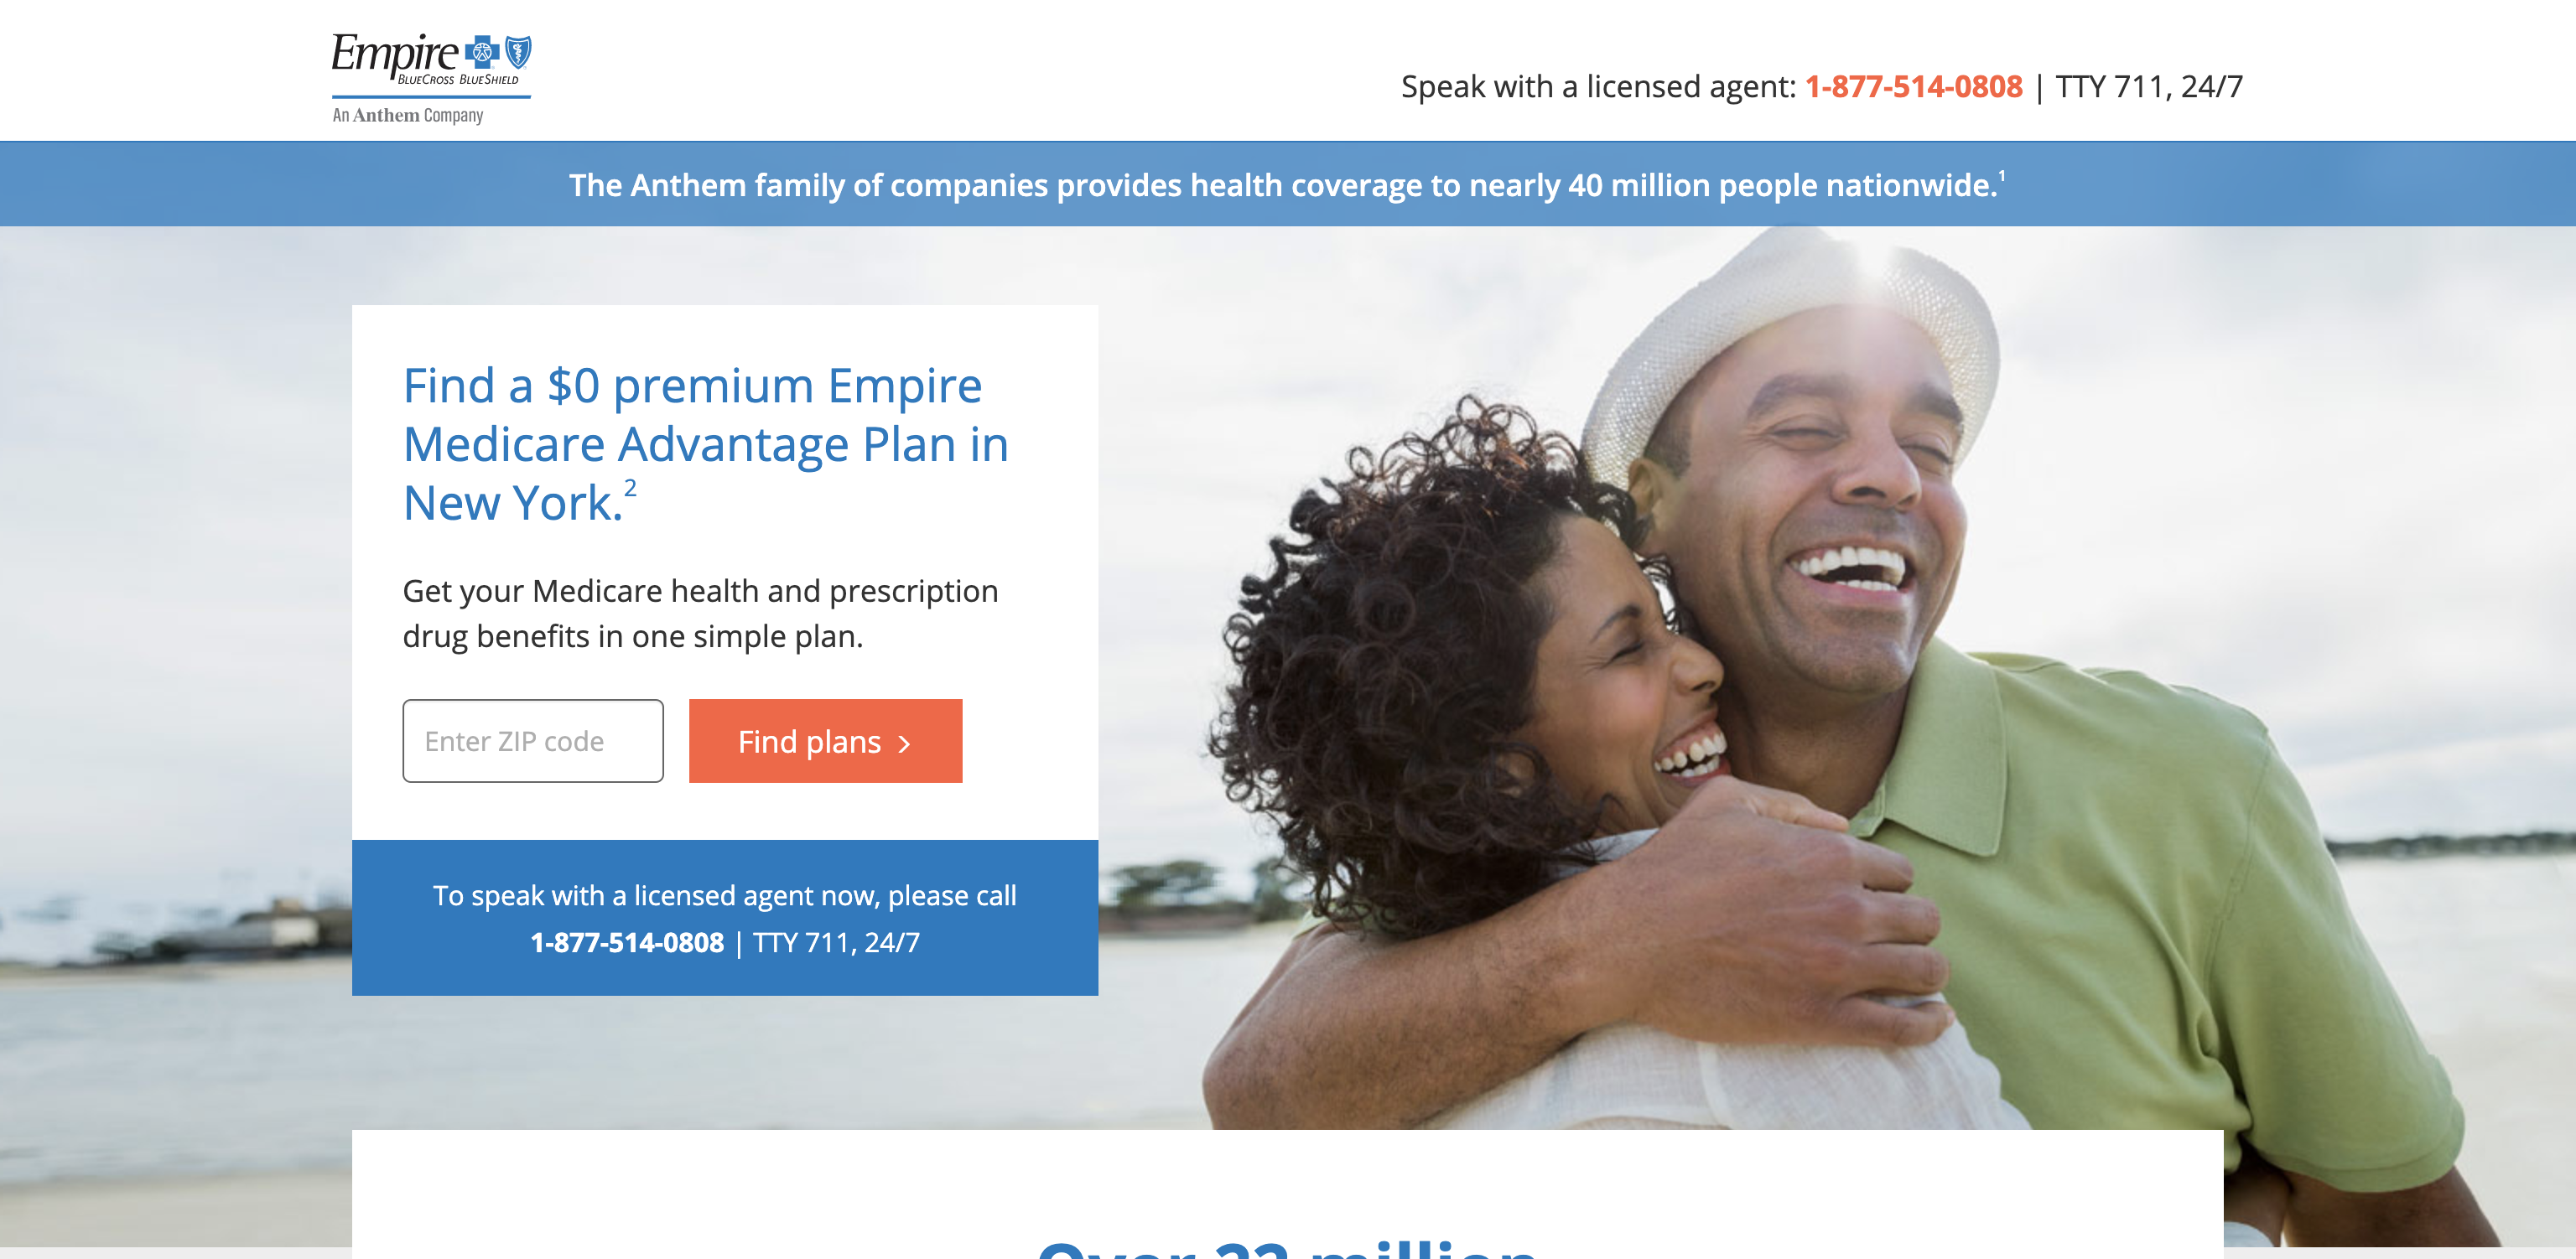 Empire
BLUECROSS BLUESHIELD
An Anthem Company
Speak with a licensed agent: 1-877-514-0808 | TTY 711, 24/7
The Anthem family of companies provides health coverage to nearly 40 million people nationwide.¹
Find a $0 premium Empire
Medicare Advantage Plan in
New York.²
Get your Medicare health and prescription
drug benefits in one simple plan.
Enter ZIP code
Find plans >
To speak with a licensed agent now, please call
1-877-514-0808 | TTY 711, 24/7
Over 33 million